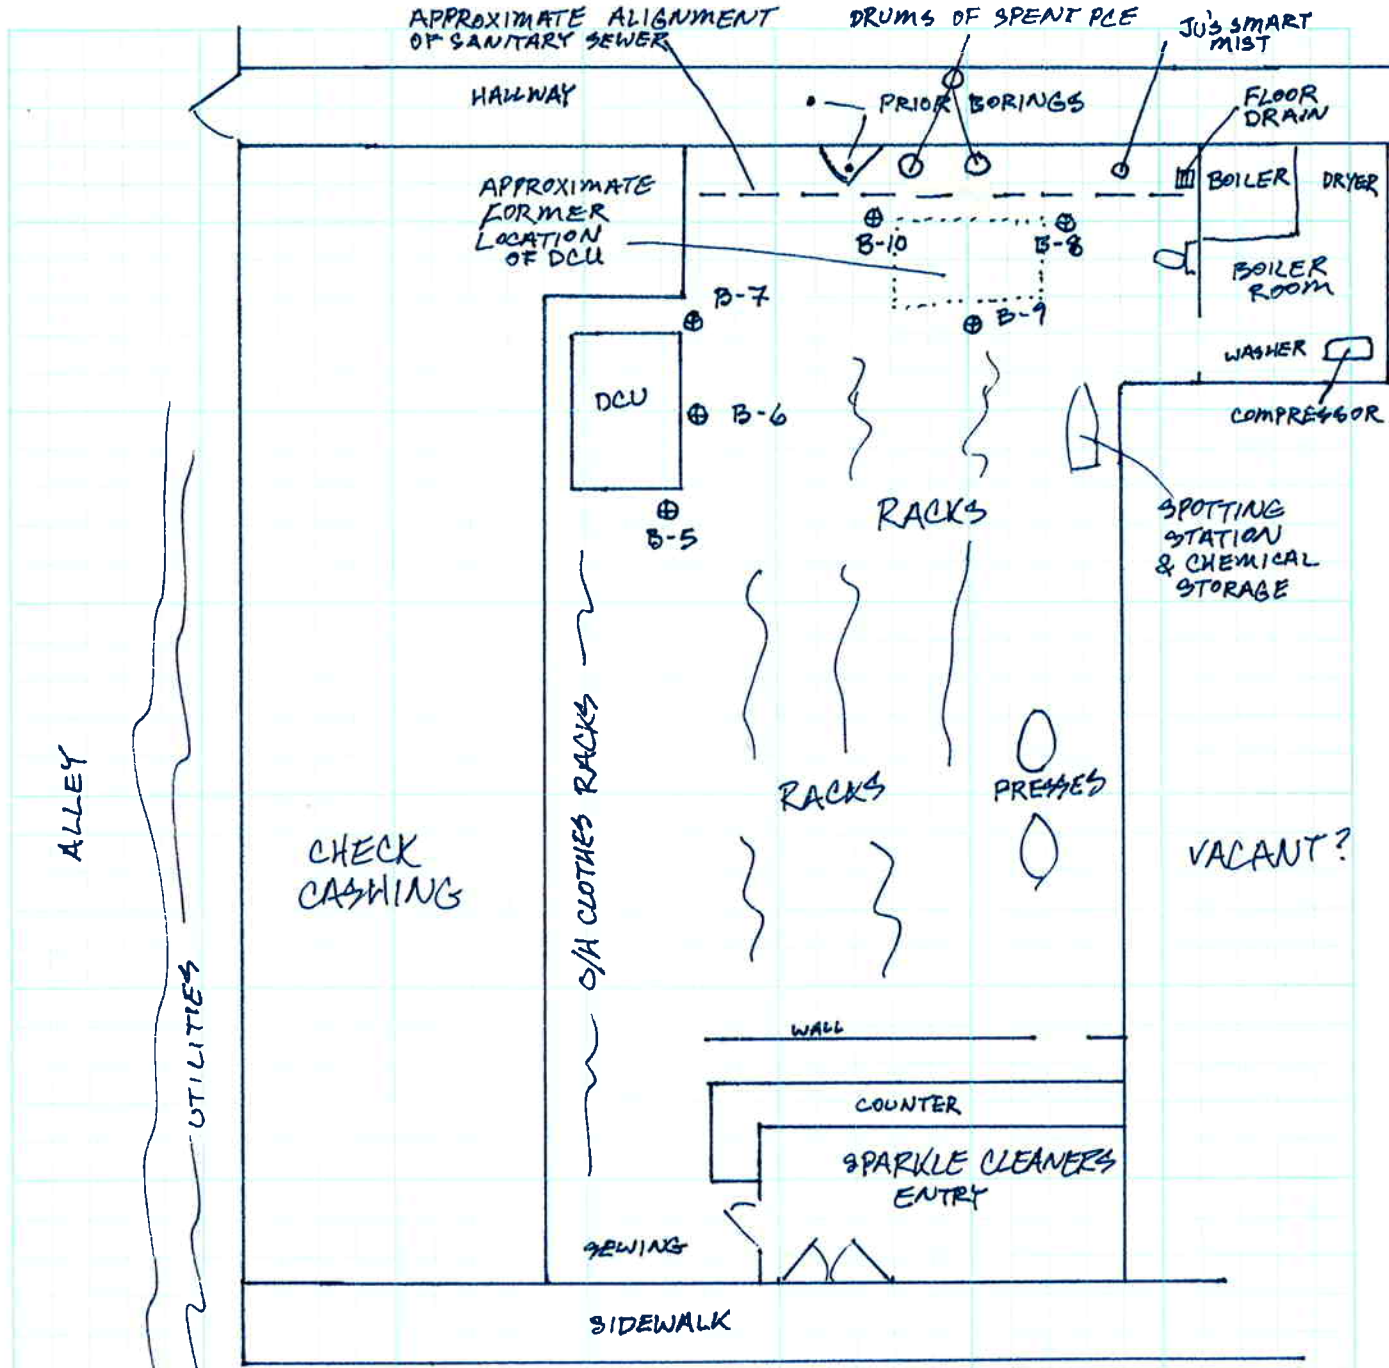 APPROXIMATE ALIGNMENT
OF SANITARY SEWER
DRUMS OF SPENT PCE
JU'S SMART
MIST
HALLWAY
PRIOR BORINGS
FLOOR
DRAIN
APPROXIMATE
FORMER
LOCATION
OF DCU
BOILER
DRYER
B-10
B-8
BOILER
ROOM
B-7
B-9
WASHER
DCU
B-6
COMPRESSOR
RACKS
SPOTTING
STATION
& CHEMICAL
STORAGE
B-5
O/H CLOTHES RACKS
ALLEY
RACKS
PRESSES
CHECK
CASHING
VACANT?
UTILITIES
WALL
COUNTER
SPARKLE CLEANERS
ENTRY
SEWING
SIDEWALK